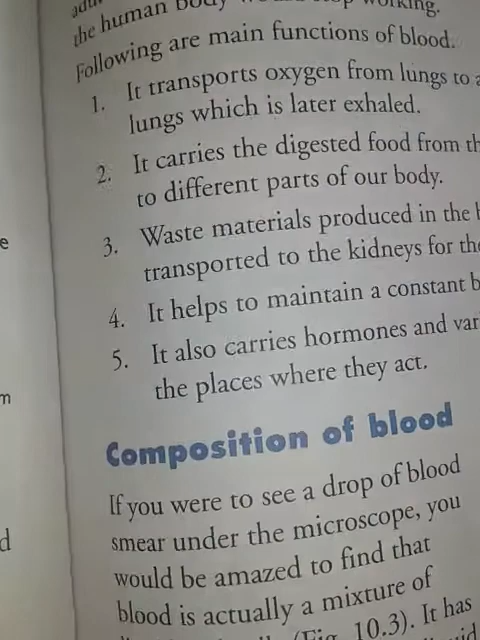 the human body
Following are main functions of blood.
1. It transports oxygen from lungs to
lungs which is later exhaled.
2. It carries the digested food from
to different parts of our body.
3. Waste materials produced in the
transported to the kidneys for
4. It helps to maintain a constant
5. It also carries hormones and
the places where they act.
Composition of blood
If you were to see a drop of blood
smear under the microscope, you
would be amazed to find that
blood is actually a mixture of
(Fig. 10.3). It has